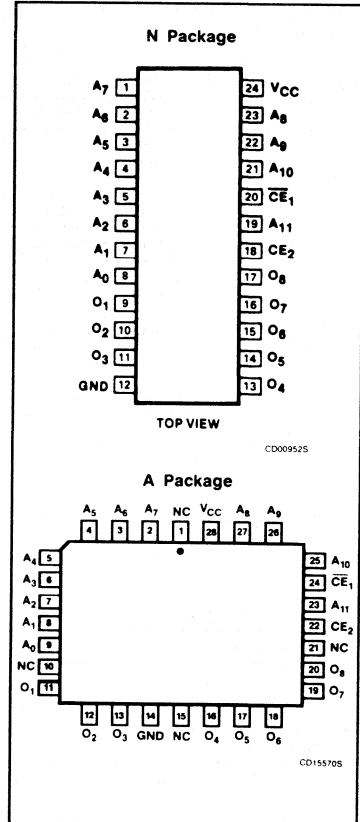 N Package
A7 1 24 VCC
A6 2 23 A8
A5 3 22 A9
A4 4 21 A10
A3 5 20 C̅E̅1
A2 6 19 A11
A1 7 18 CE2
A0 8 17 O8
O1 9 16 O7
O2 10 15 O6
O3 11 14 O5
GND 12 13 O4
TOP VIEW
CD00952S
A Package
A5 A6 A7 NC VCC A8 A9
4 3 2 1 28 27 26
A4 5 25 A10
A3 6 24 C̅E̅1
A2 7 23 A11
A1 8 22 CE2
A0 9 21 NC
NC 10 20 O8
O1 11 19 O7
12 13 14 15 16 17 18
O2 O3 GND NC O4 O5 O6
CD15570S